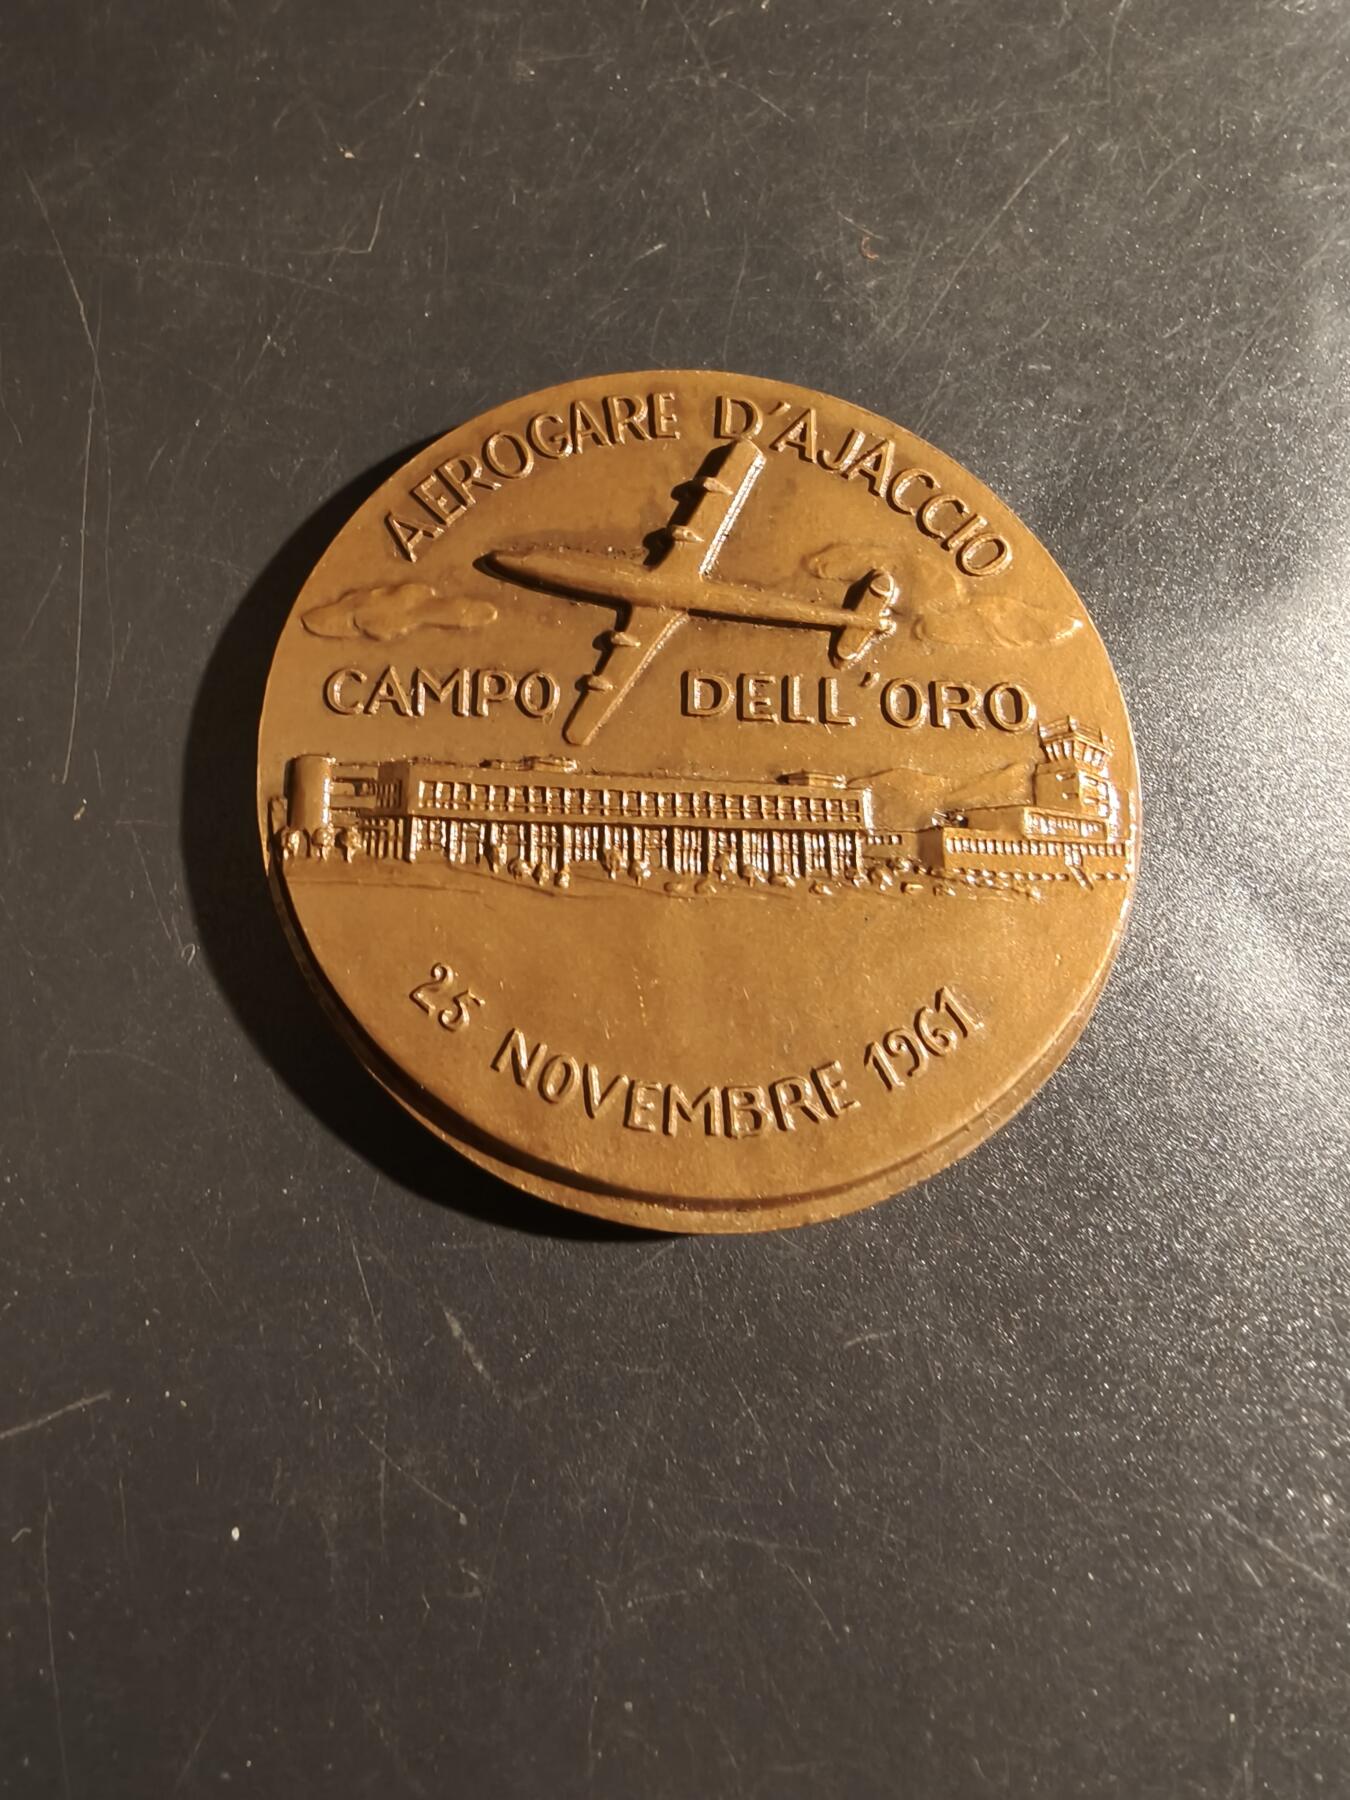 AEROGARE D'AJACCIO
CAMPO DELL'ORO
25 NOVEMBRE 1961